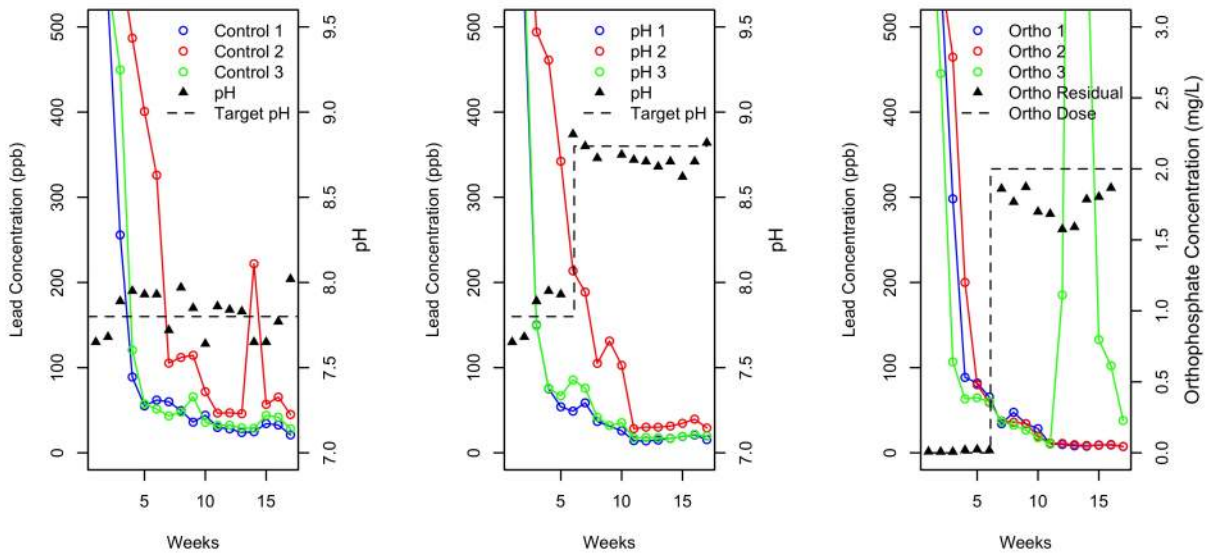 500
400
300
200
100
0
Lead Concentration (ppb)
Control 1
Control 2
Control 3
pH
Target pH
9.5
9.0
8.5
8.0
7.5
7.0
pH
5
10
15
Weeks
500
400
300
200
100
0
Lead Concentration (ppb)
pH 1
pH 2
pH 3
pH
Target pH
9.5
9.0
8.5
8.0
7.5
7.0
pH
5
10
15
Weeks
500
400
300
200
100
0
Lead Concentration (ppb)
Ortho 1
Ortho 2
Ortho 3
Ortho Residual
Ortho Dose
3.0
2.5
2.0
1.5
1.0
0.5
0.0
Orthophosphate Concentration (mg/L)
5
10
15
Weeks